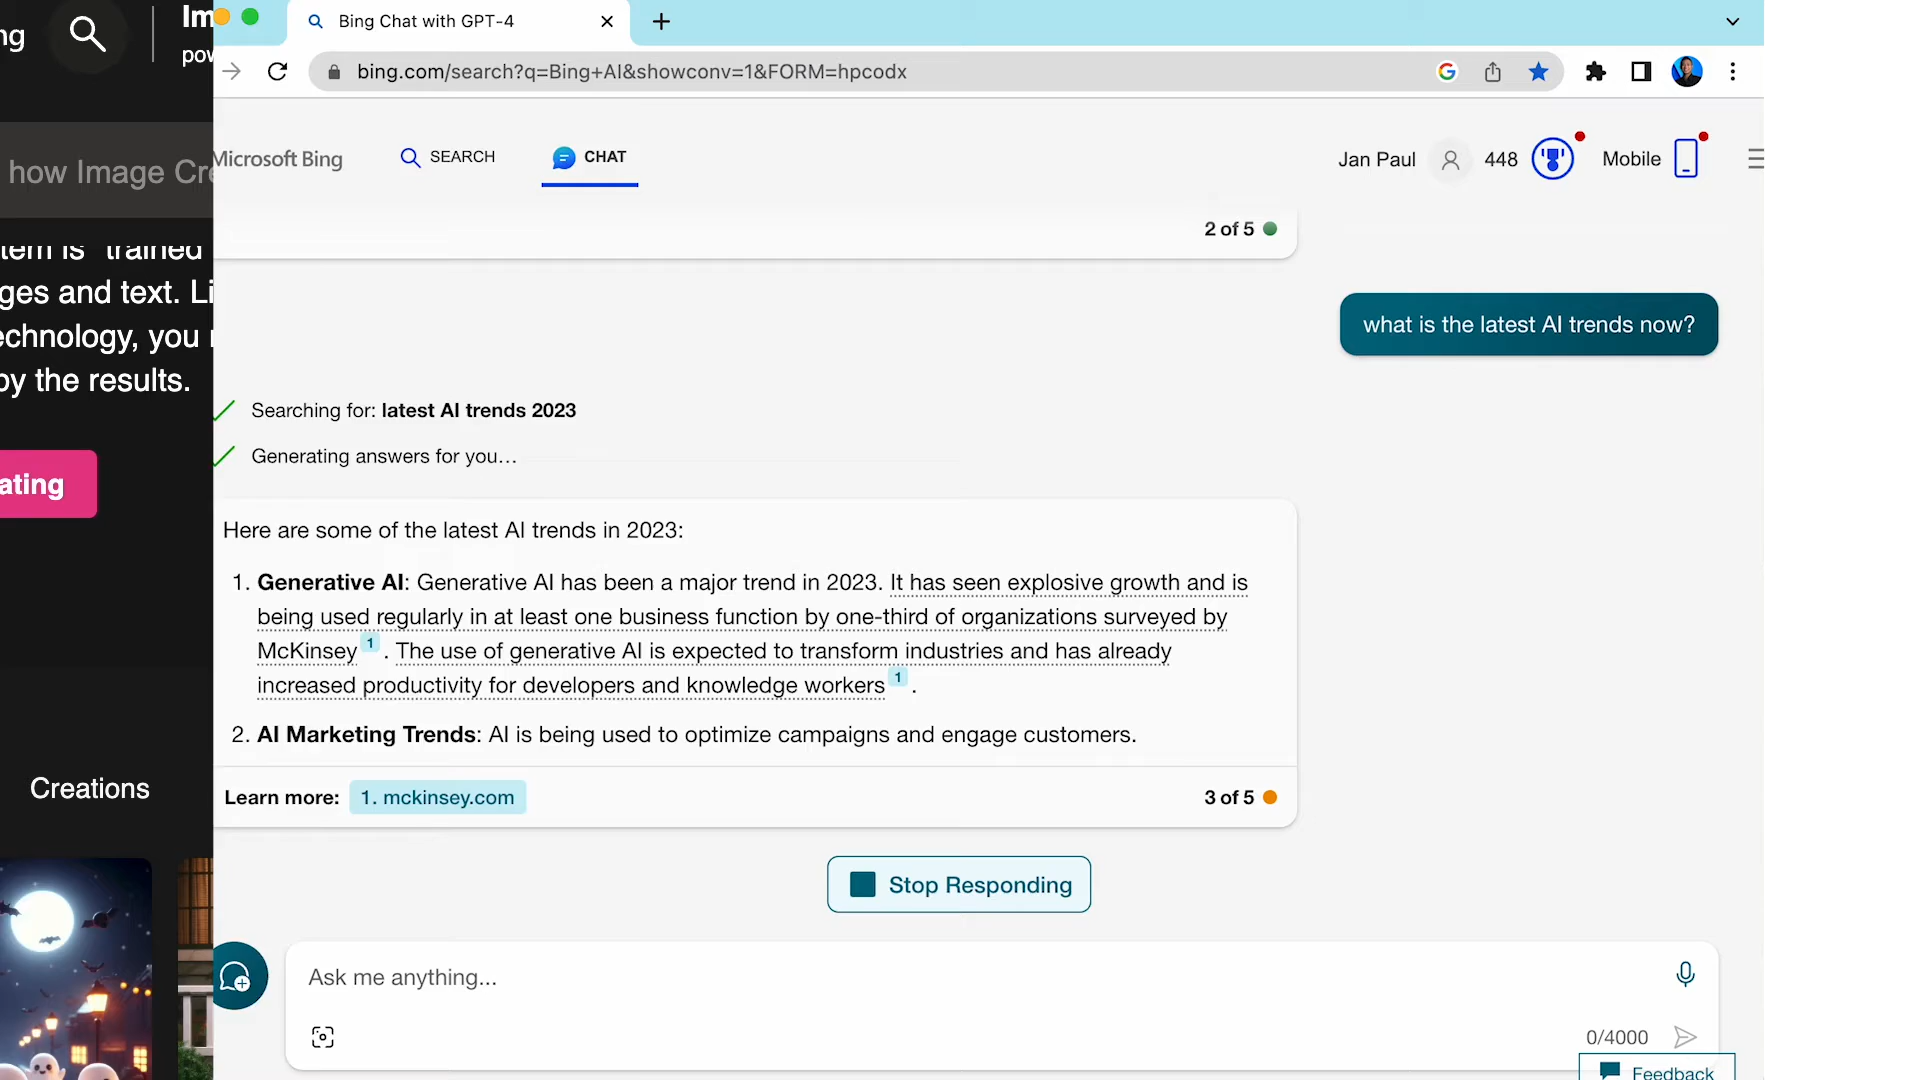 ng
Im
pow
how Image Cre
tem is "trained
ges and text. Li
echnology, you
by the results.
ating
Creations
Bing Chat with GPT-4
bing.com/search?q=Bing+AI&showconv=1&FORM=hpcodx
Microsoft Bing
SEARCH
CHAT
Jan Paul
448
Mobile
2 of 5
what is the latest AI trends now?
Searching for: latest AI trends 2023
Generating answers for you...
Here are some of the latest AI trends in 2023:
1. Generative AI: Generative AI has been a major trend in 2023. It has seen explosive growth and is
being used regularly in at least one business function by one-third of organizations surveyed by
McKinsey 1 . The use of generative AI is expected to transform industries and has already
increased productivity for developers and knowledge workers 1 .
2. AI Marketing Trends: AI is being used to optimize campaigns and engage customers.
Learn more: 1. mckinsey.com
3 of 5
Stop Responding
Ask me anything...
0/4000
Feedback